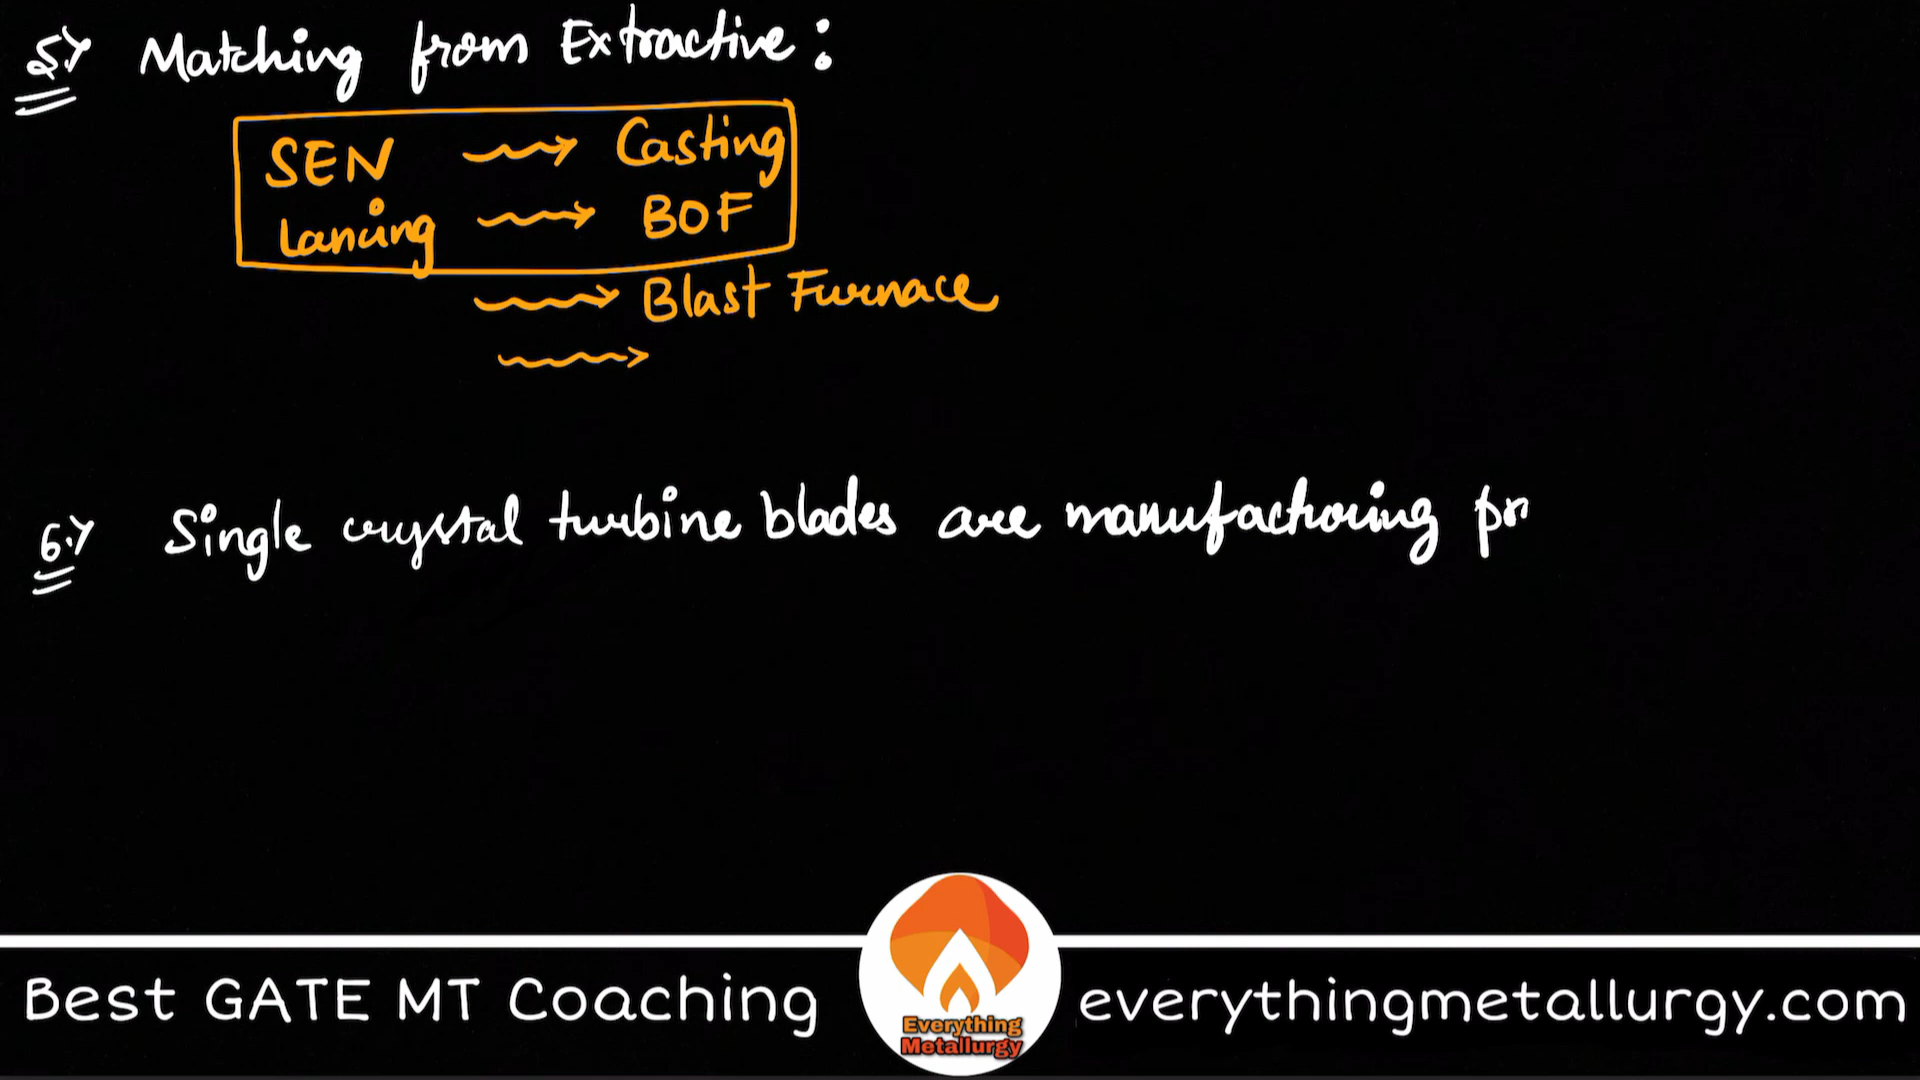 5.> Matching from Extractive :
SEN → Casting
Lancing → BOF
→ Blast Furnace
→
6.> Single crystal turbine blades are manufactouring pr
Best GATE MT Coaching
Everything
Metallurgy
everythingmetallurgy.com